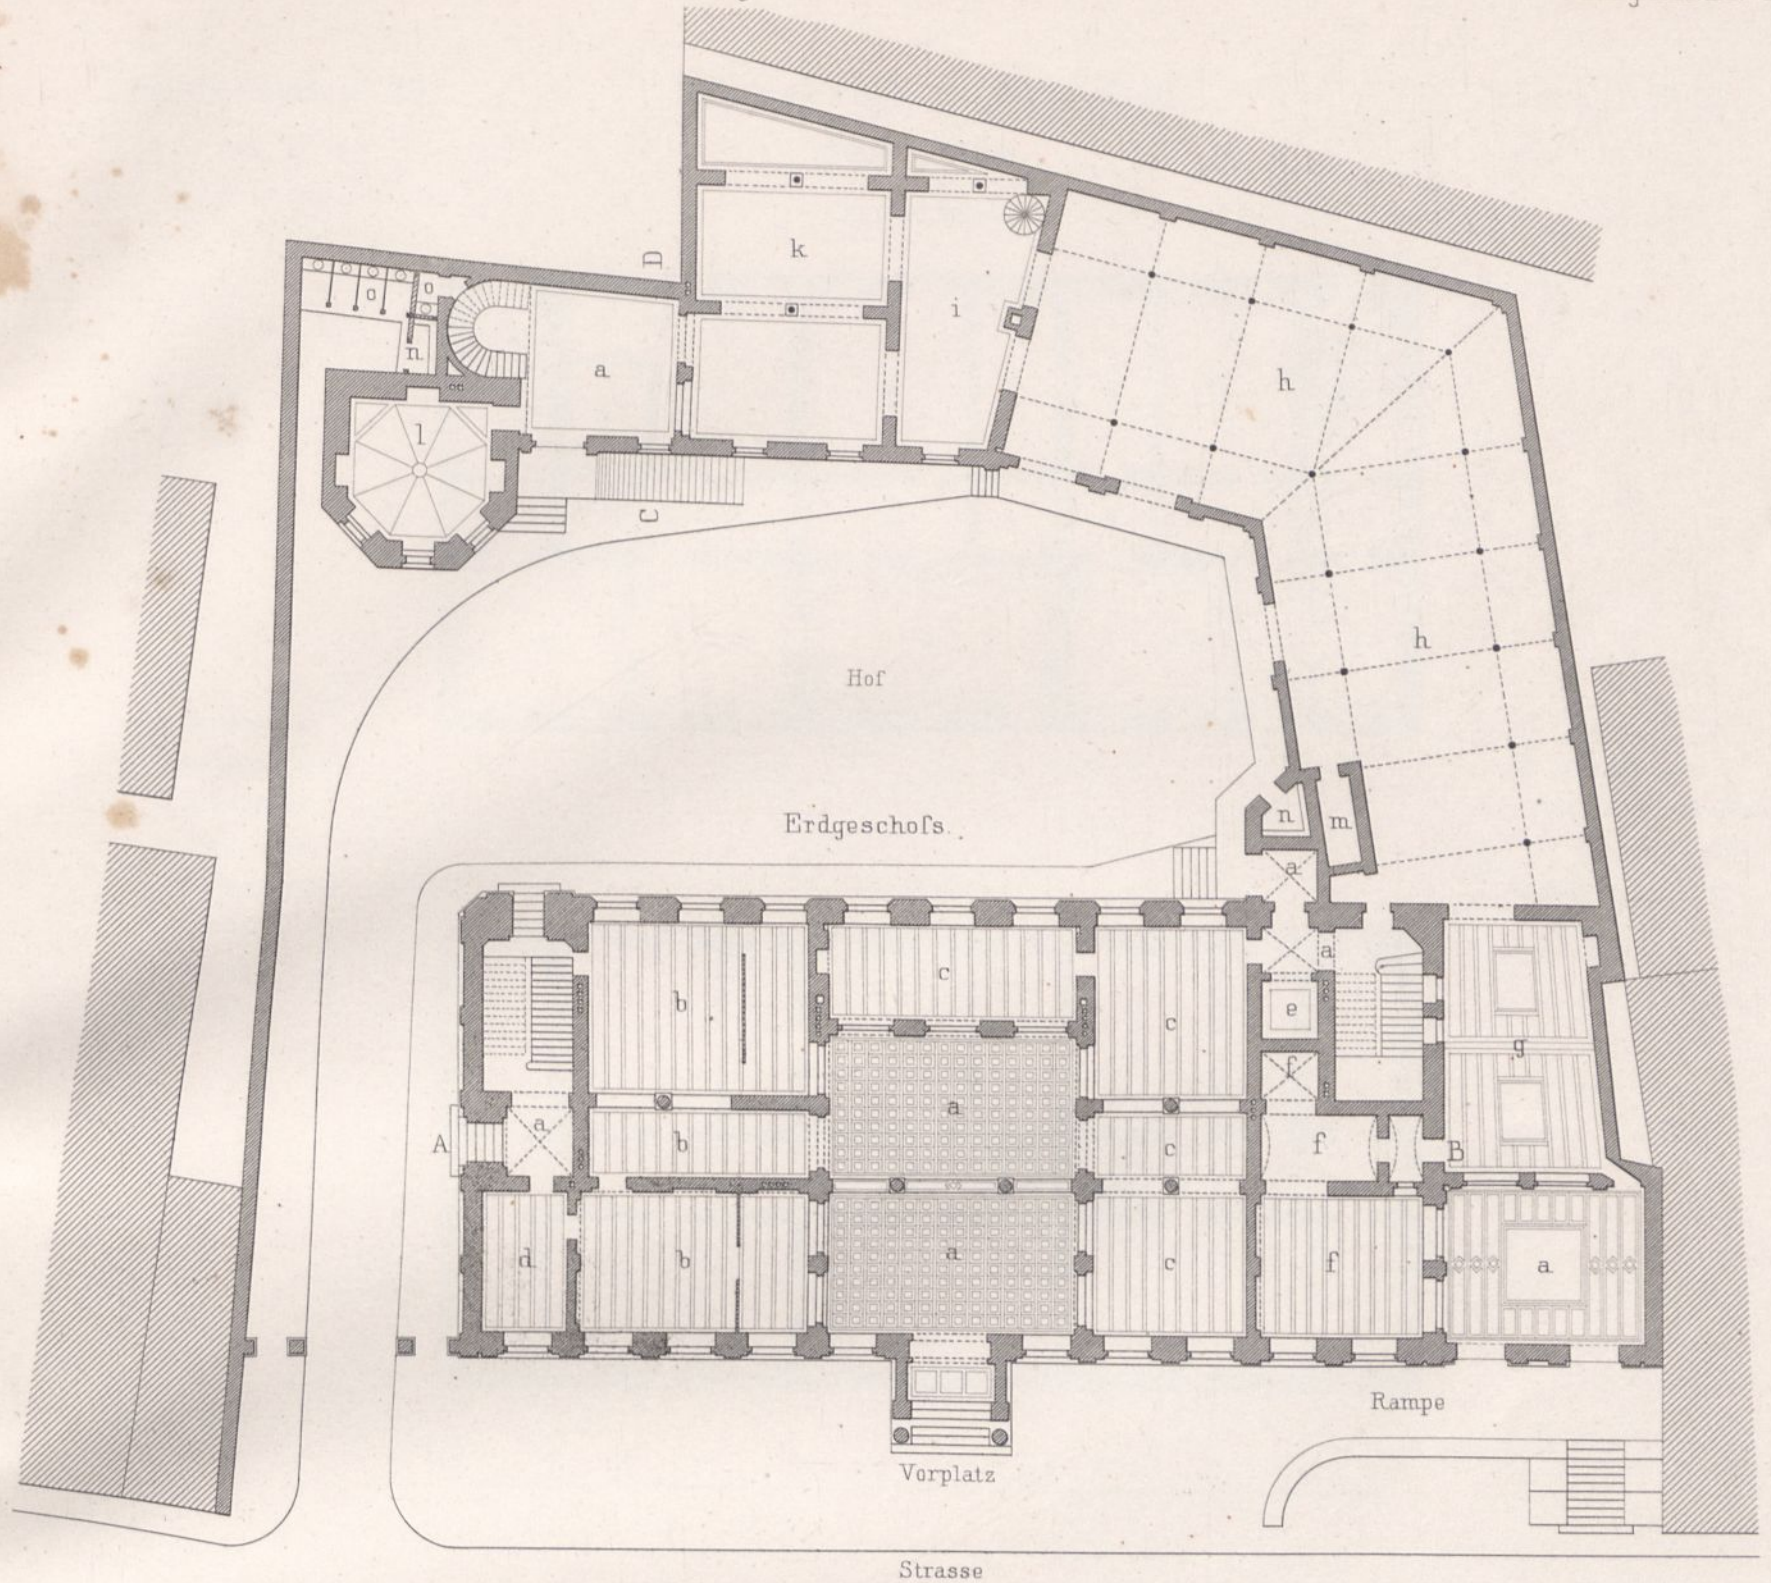 D
k
i
o
o
n
a
l
h
C
h
Hof
Erdgeschoſs.
n
m
a
b
c
c
a
e
g
f
a
A
a
b
c
f
B
d
b
a
c
f
a
Rampe
Vorplatz
Strasse